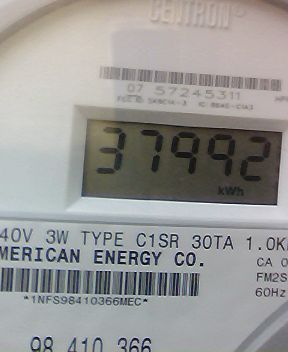 CENTRON®
07 57245311
37992
kWh
40V 3W TYPE C1SR 30TA 1.0K
MERICAN ENERGY CO.
CA 0
FM2S
60Hz
*1NFS98410366MEC*
98 410 366